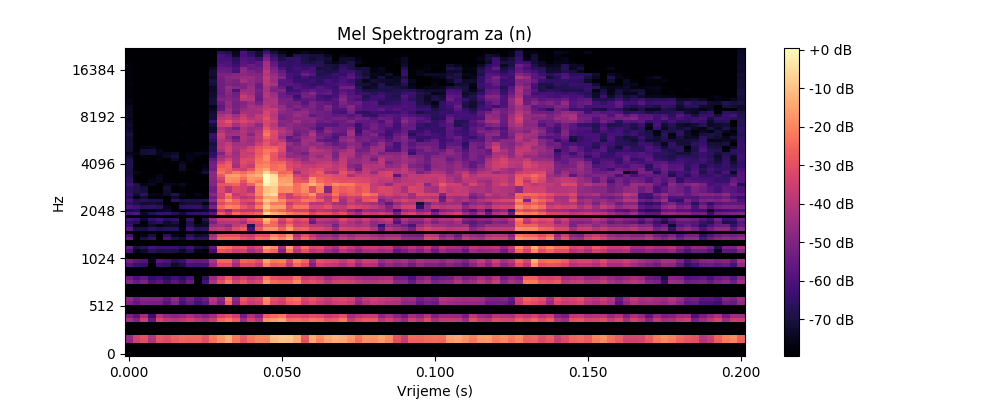 Mel Spektrogram za (n)
Hz
16384
8192
4096
2048
1024
512
0
0.000 0.050 0.100 0.150 0.200
Vrijeme (s)
+0 dB
-10 dB
-20 dB
-30 dB
-40 dB
-50 dB
-60 dB
-70 dB